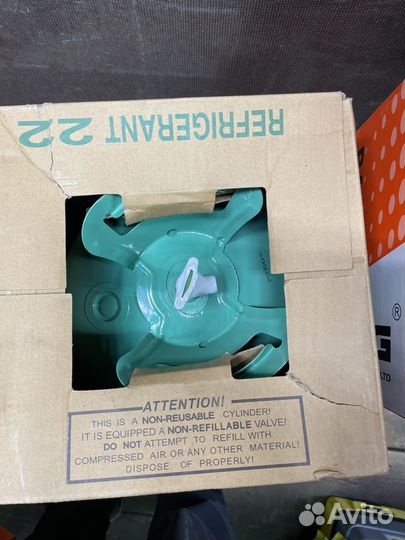 REFRIGERANT 22
ATTENTION!
THIS IS A NON-REUSABLE CYLINDER!
IT IS EQUIPPED A NON-REFILLABLE VALVE!
DO NOT ATTEMPT TO REFILL WITH
COMPRESSED AIR OR ANY OTHER MATERIAL!
DISPOSE OF PROPERLY!
®
G
LTD
Avito